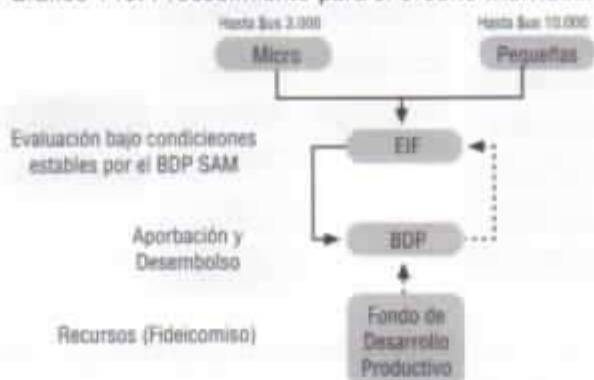 Hasta $us 3.000
Hasta $us 10.000
Micro
Pequeñas
Evaluación bajo condicieones
estables por el BDP SAM
EIF
Aporbación y
Desembolso
BDP
Recursos (Fideicomiso)
Fondo de
Desarrollo
Productivo